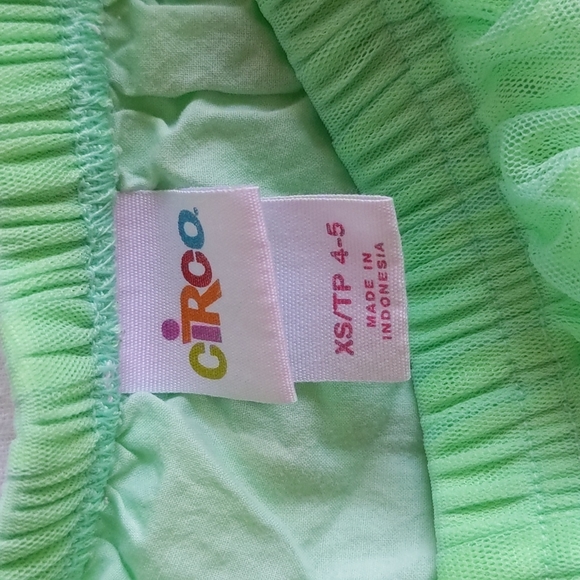 CiRCO
XS/TP 4-5
MADE IN
INDONESIA